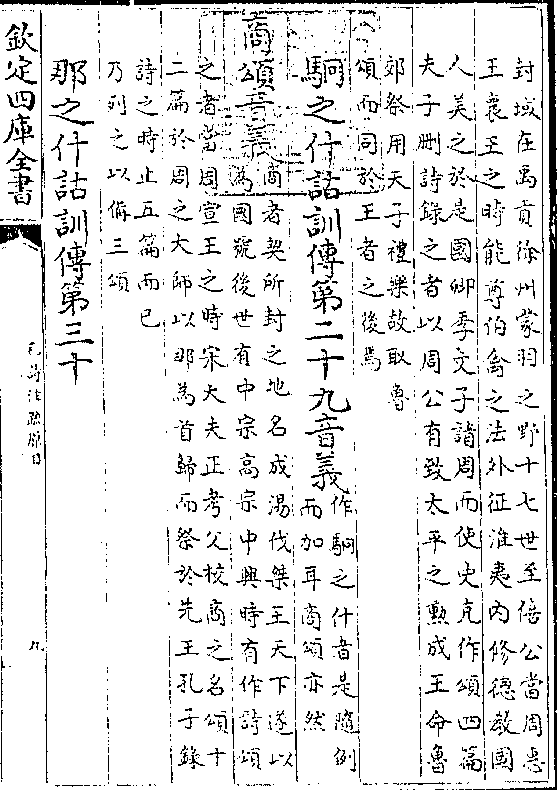 封域在禹貢徐州蒙羽之野十七世至僖公當周惠
王襄王之時能尊伯禽之法外征淮夷内修德教國
人美之於是國卿季文子請周而使史克作頌四篇
夫子刪詩錄之者以周公有致太平之勲成王命魯
郊祭用天子禮樂故取魯
頌而同於王者之後焉
駉之什詁訓傳第二十九音義作駉之什者是隨例
而加耳商頌亦然
商頌音義商者契所封之地名成湯伐桀王天下遂以
為國號後世有中宗高宗中興時有作詩頌
之者當周宣王之時宋大夫正考父校商之名頌十
二篇於周之大師以那為首歸而祭於先王孔子錄
詩之時止五篇而已
乃列之以備三頌
那之什詁訓傳第三十
欽定四庫全書
毛詩注疏原目